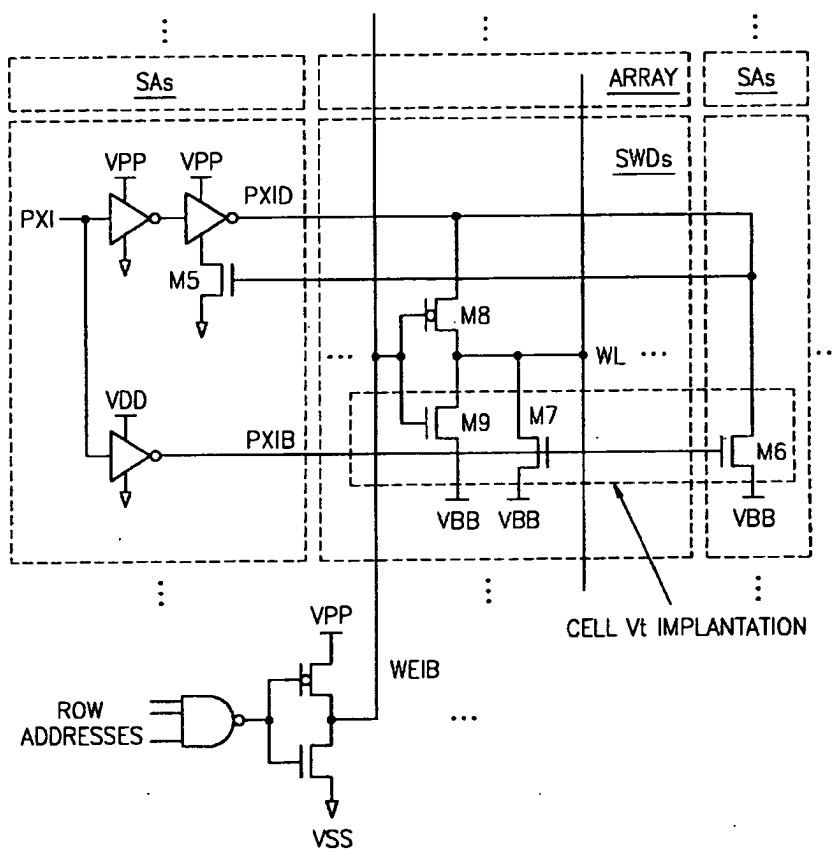 SAs
ARRAY
SAs
SWDs
VPP
VPP
PXID
PXI
M5
M8
WL
VDD
M7
M9
PXIB
M6
VBB
VBB
VBB
CELL Vt IMPLANTATION
VPP
WEIB
ROW
ADDRESSES
VSS